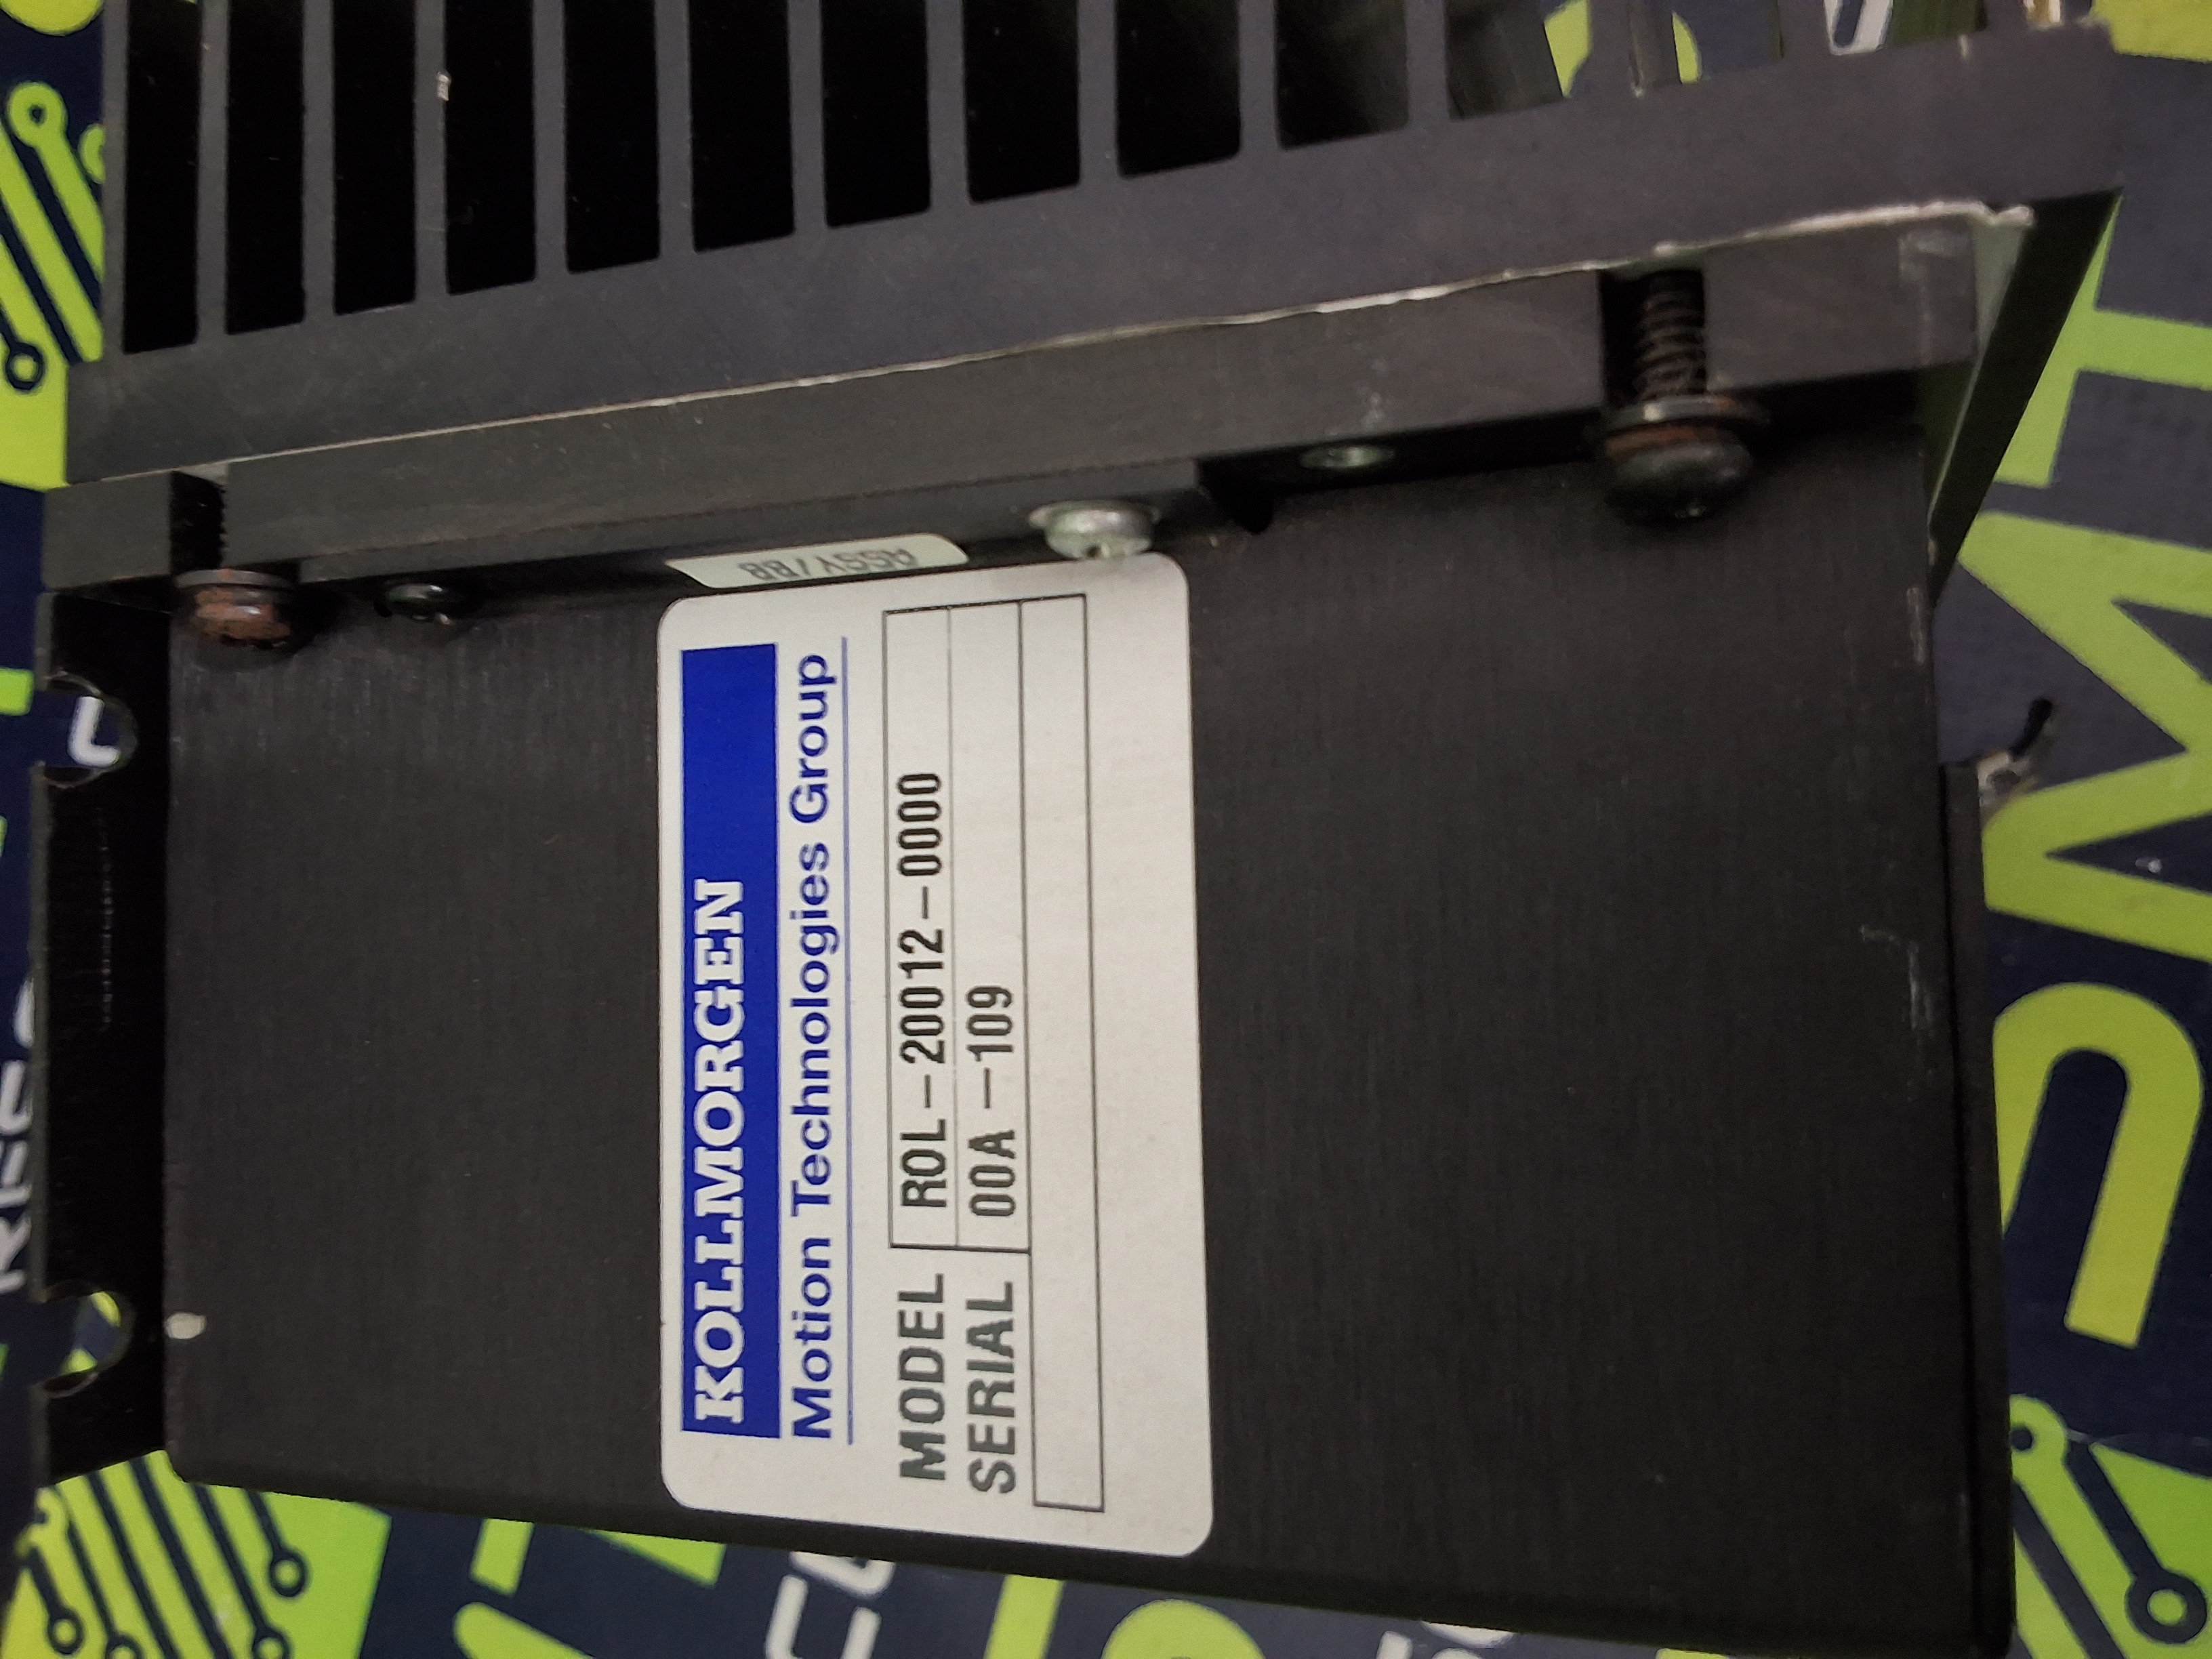 KOLLMORGEN
Motion Technologies Group
MODEL ROL-20012-0000
SERIAL 00A-109
ASSY/BB